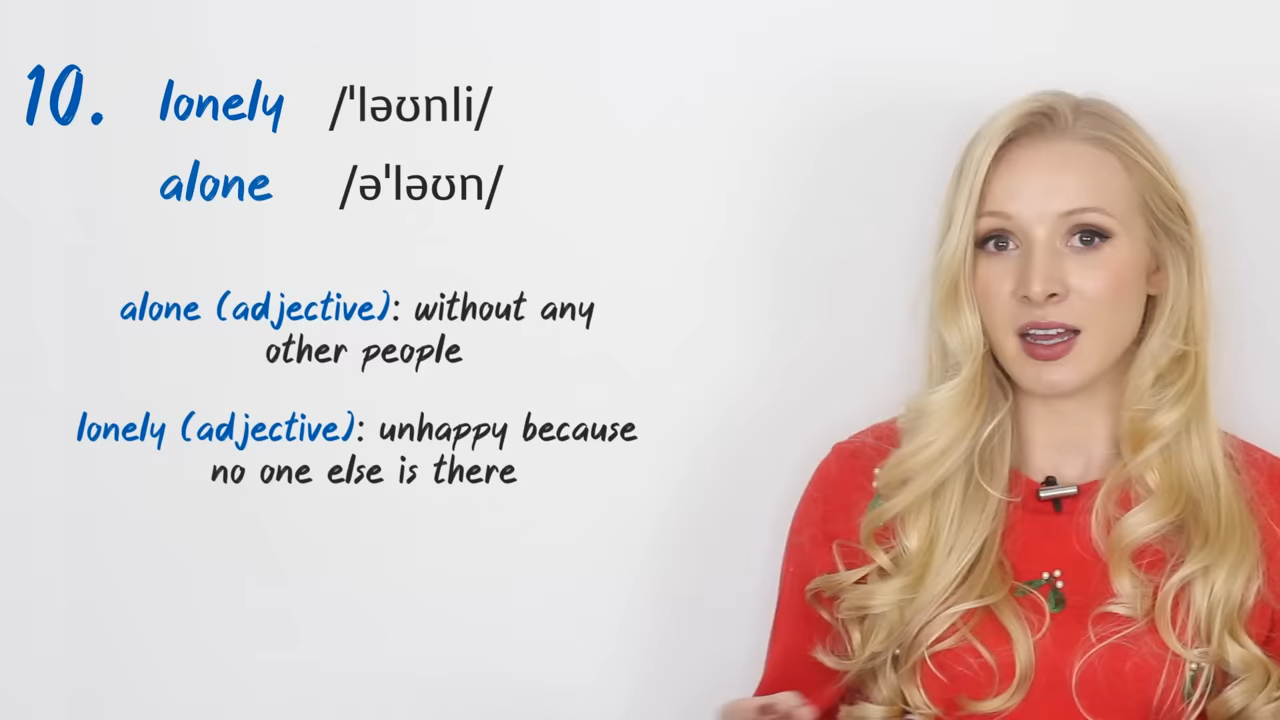 10. lonely /ˈləʊnli/
alone /əˈləʊn/
alone (adjective): without any
other people
lonely (adjective): unhappy because
no one else is there